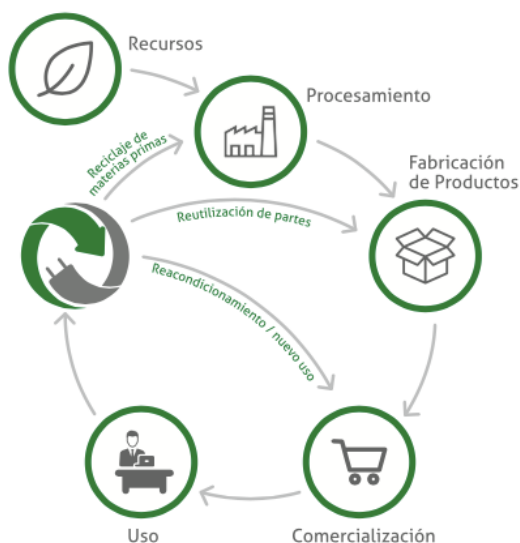 Recursos
Procesamiento
Fabricación
de Productos
Reciclaje de
materias primas
Reutilización de partes
Reacondicionamiento / nuevo uso
Uso
Comercialización